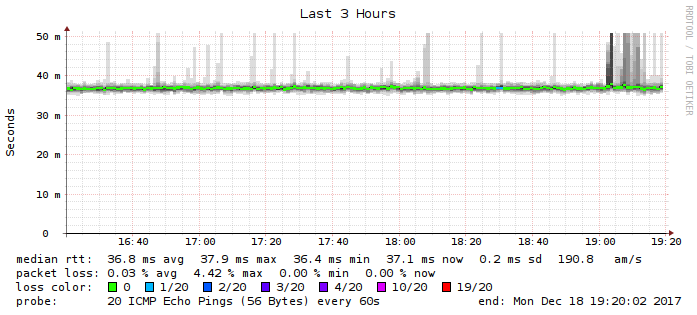 Last 3 Hours
RRDTOOL / TOBI OETIKER
Seconds
50 m
40 m
30 m
20 m
10 m
0
16:40 17:00 17:20 17:40 18:00 18:20 18:40 19:00 19:20
median rtt: 36.8 ms avg 37.9 ms max 36.4 ms min 37.1 ms now 0.2 ms sd 190.8 am/s
packet loss: 0.03 % avg 4.42 % max 0.00 % min 0.00 % now
loss color: 0 1/20 2/20 3/20 4/20 10/20 19/20
probe: 20 ICMP Echo Pings (56 Bytes) every 60s end: Mon Dec 18 19:20:02 2017